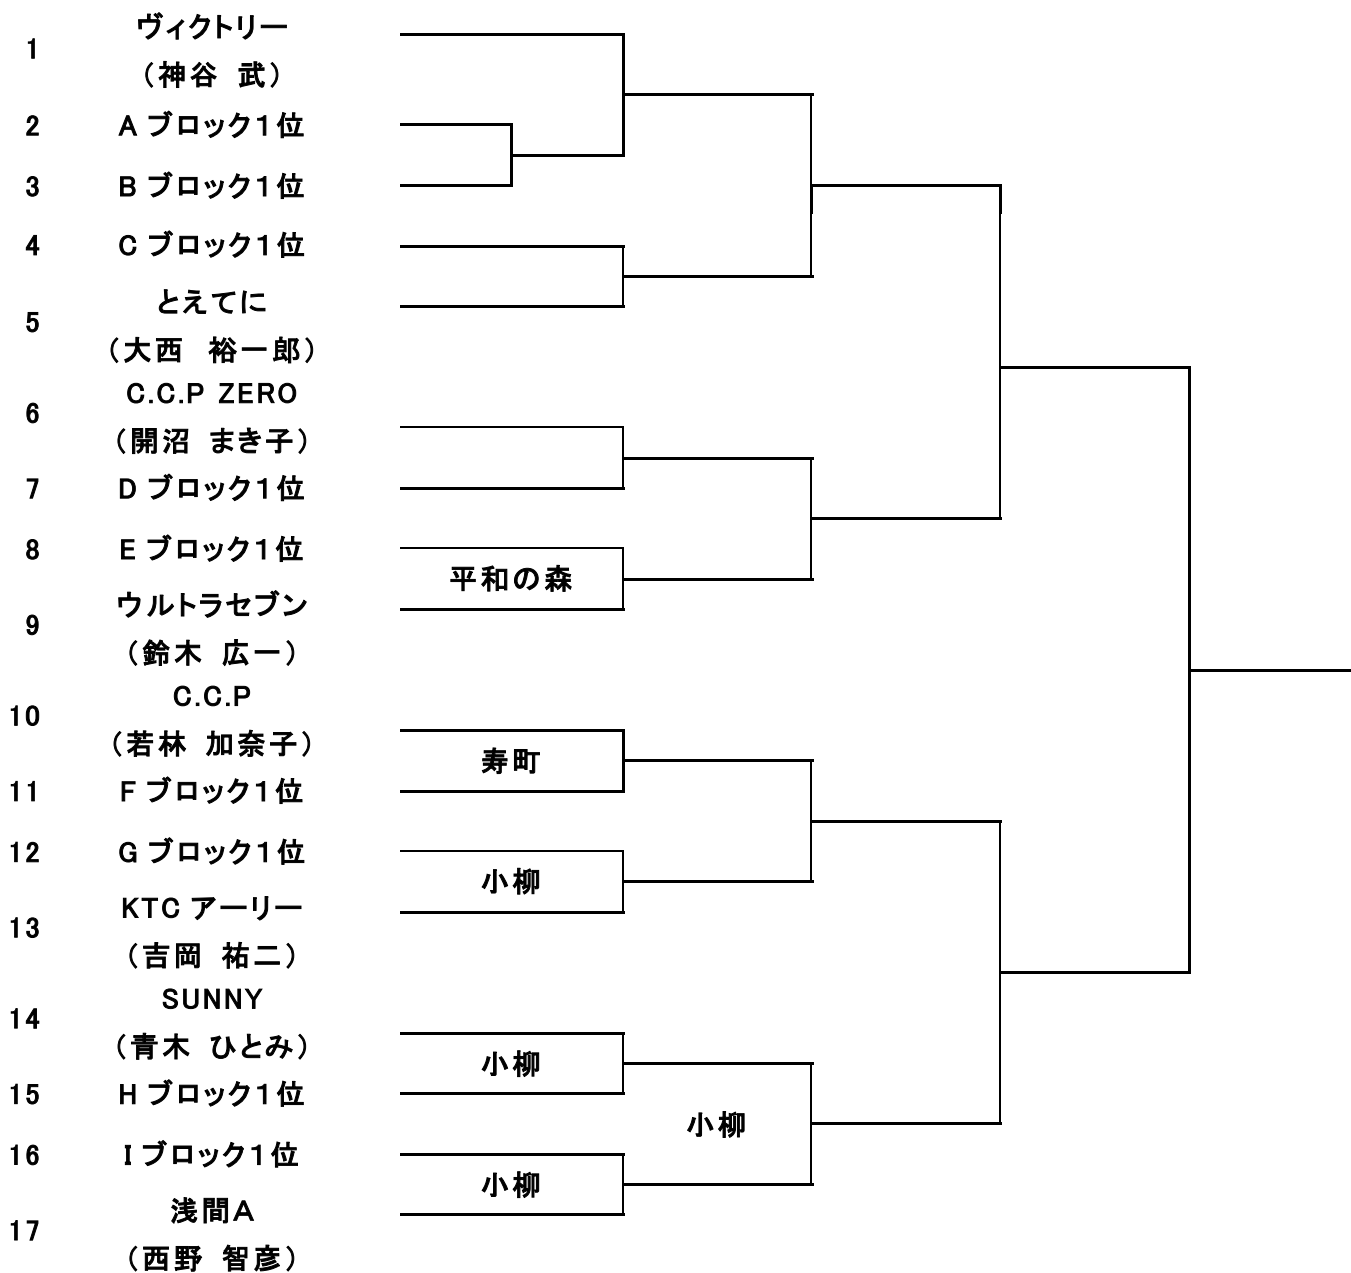 ヴィクトリー
1
（神谷　武）
2 A ブロック１位
3 B ブロック１位
4 C ブロック１位
とえてに
5
（大西　裕一郎）
C.C.P ZERO
6
（開沼　まき子）
7 D ブロック１位
8 E ブロック１位
平和の森
ウルトラセブン
9
（鈴木　広一）
C.C.P
10
（若林　加奈子）
寿町
11 F ブロック１位
12 G ブロック１位
小柳
KTC アーリー
13
（吉岡　祐二）
SUNNY
14
（青木　ひとみ）
小柳
15 H ブロック１位
小柳
16 I ブロック１位
小柳
浅間A
17
（西野　智彦）